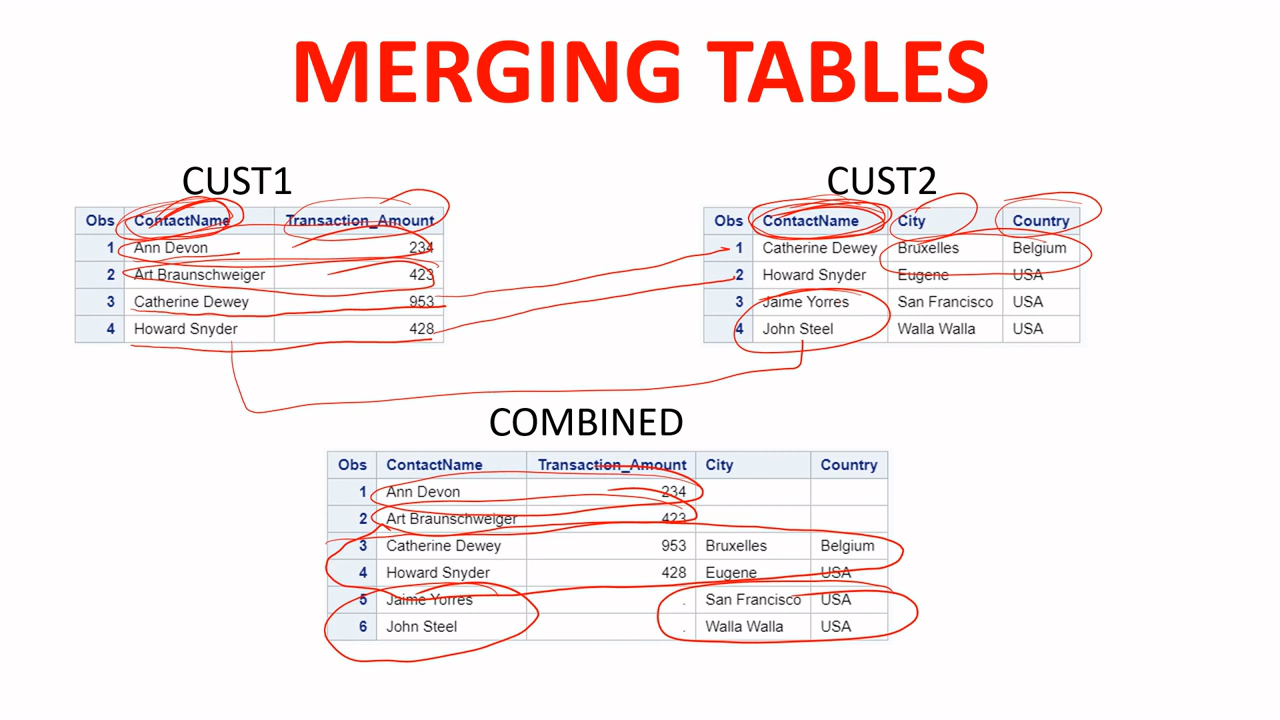 MERGING TABLES
CUST1
Obs ContactName Transaction_Amount
1 Ann Devon 234
2 Art Braunschweiger 423
3 Catherine Dewey 953
4 Howard Snyder 428
CUST2
Obs ContactName City Country
1 Catherine Dewey Bruxelles Belgium
2 Howard Snyder Eugene USA
3 Jaime Yorres San Francisco USA
4 John Steel Walla Walla USA
COMBINED
Obs ContactName Transaction_Amount City Country
1 Ann Devon 234
2 Art Braunschweiger 423
3 Catherine Dewey 953 Bruxelles Belgium
4 Howard Snyder 428 Eugene USA
5 Jaime Yorres . San Francisco USA
6 John Steel . Walla Walla USA